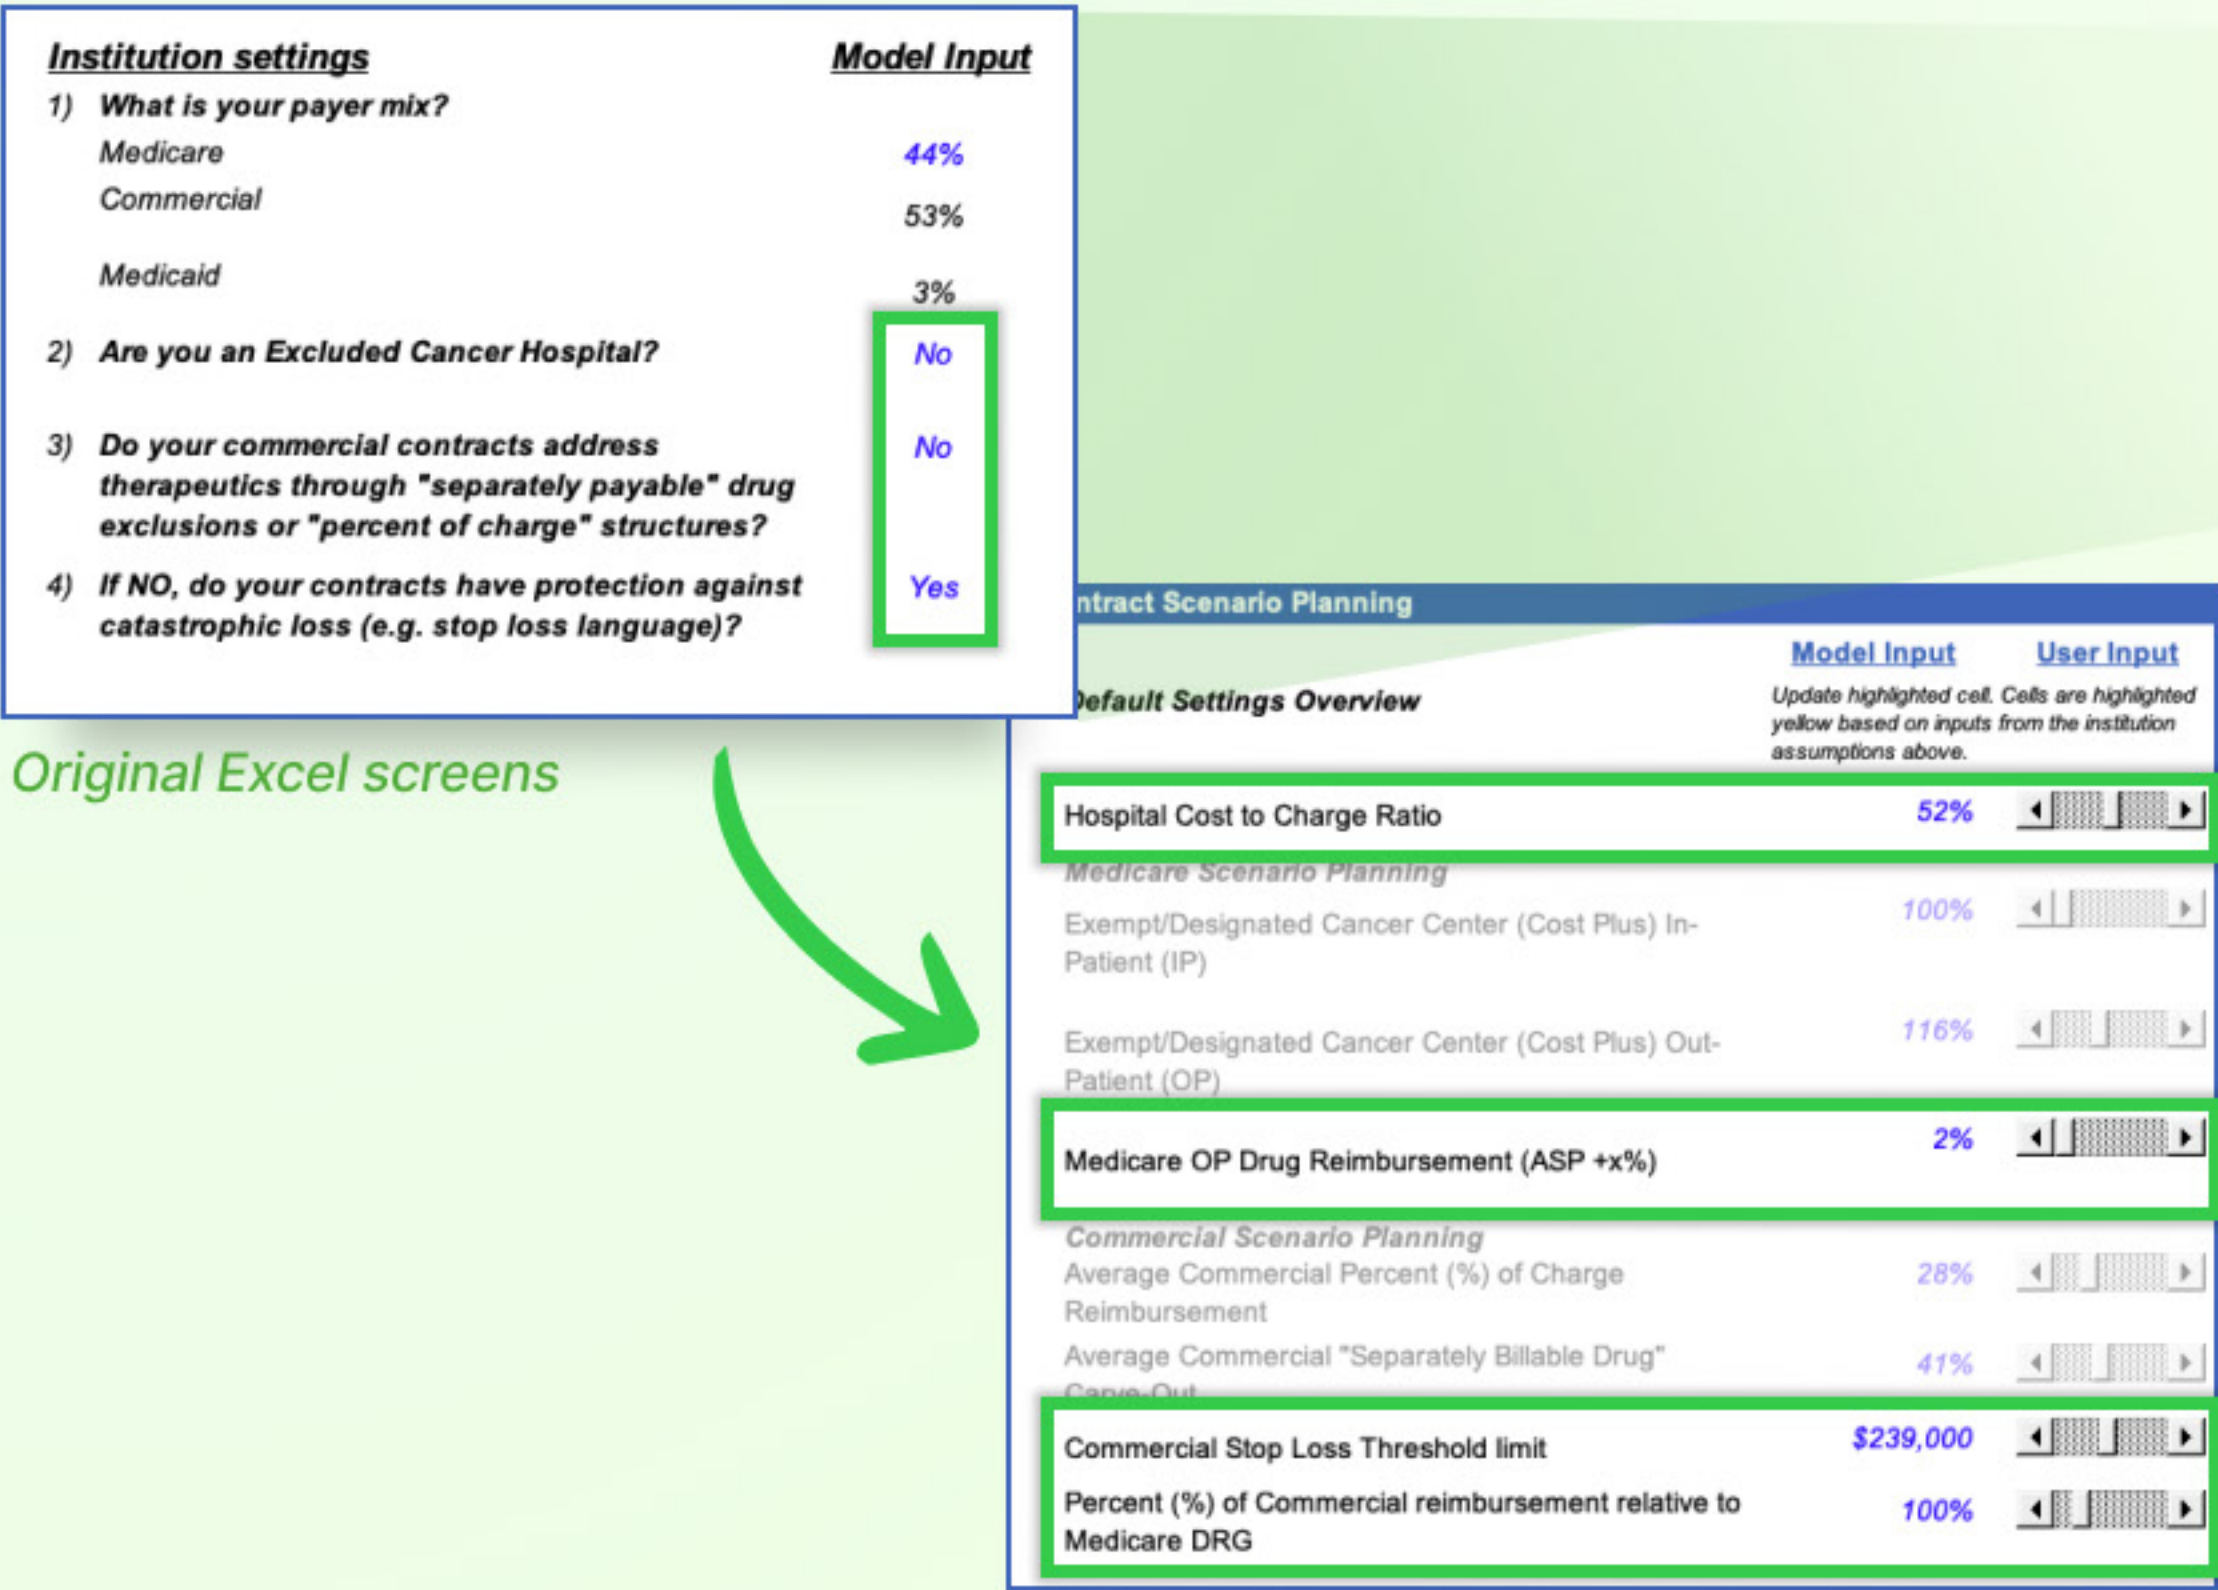 Institution settings Model Input
1) What is your payer mix?
Medicare 44%
Commercial 53%
Medicaid 3%
2) Are you an Excluded Cancer Hospital? No
3) Do your commercial contracts address No
therapeutics through "separately payable" drug
exclusions or "percent of charge" structures?
4) If NO, do your contracts have protection against Yes
catastrophic loss (e.g. stop loss language)?
Original Excel screens
ntract Scenario Planning
Model Input User Input
Default Settings Overview
Update highlighted cell. Cells are highlighted
yellow based on inputs from the institution
assumptions above.
Hospital Cost to Charge Ratio 52%
Medicare Scenario Planning
Exempt/Designated Cancer Center (Cost Plus) In- 100%
Patient (IP)
Exempt/Designated Cancer Center (Cost Plus) Out- 116%
Patient (OP)
Medicare OP Drug Reimbursement (ASP +x%) 2%
Commercial Scenario Planning
Average Commercial Percent (%) of Charge 28%
Reimbursement
Average Commercial "Separately Billable Drug" 41%
Carve-Out
Commercial Stop Loss Threshold limit $239,000
Percent (%) of Commercial reimbursement relative to 100%
Medicare DRG